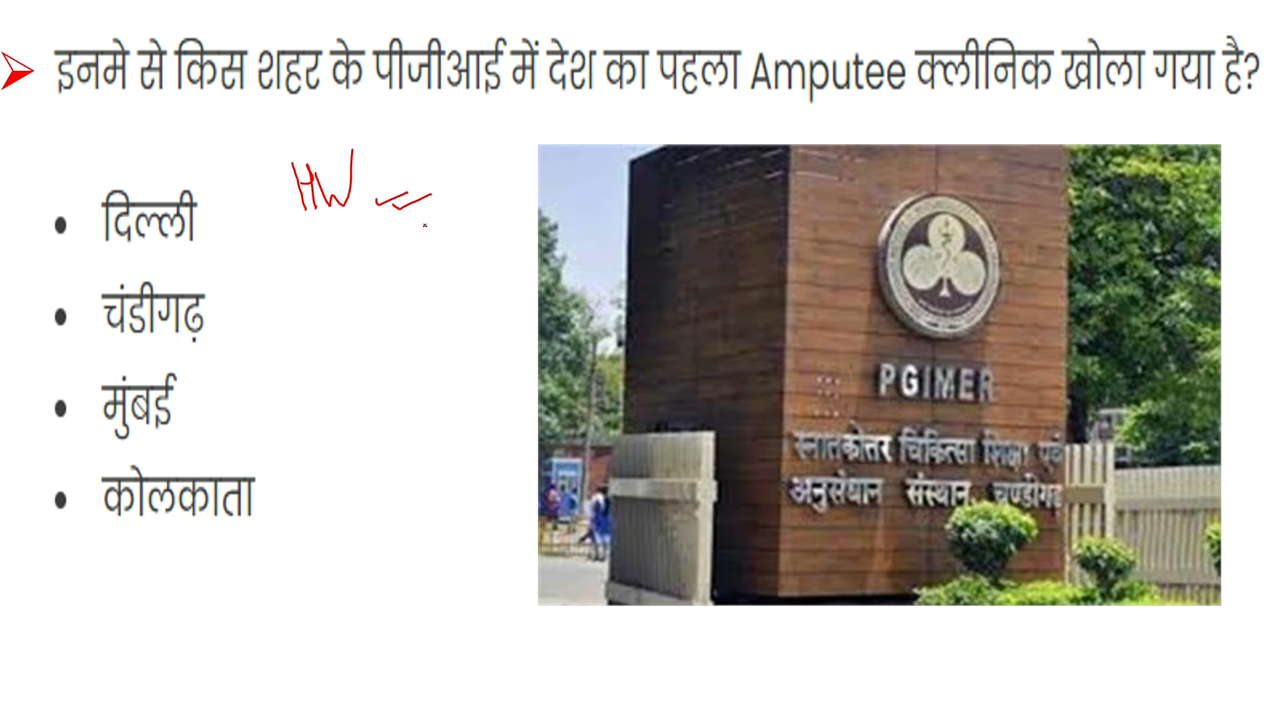 इनमे से किस शहर के पीजीआई में देश का पहला Amputee क्लीनिक खोला गया है?
HW
• दिल्ली
• चंडीगढ़
• मुंबई
• कोलकाता
PGIMER
स्नातकोत्तर चिकित्सा शिक्षा एवं
अनुसंधान संस्थान, चण्डीगढ़